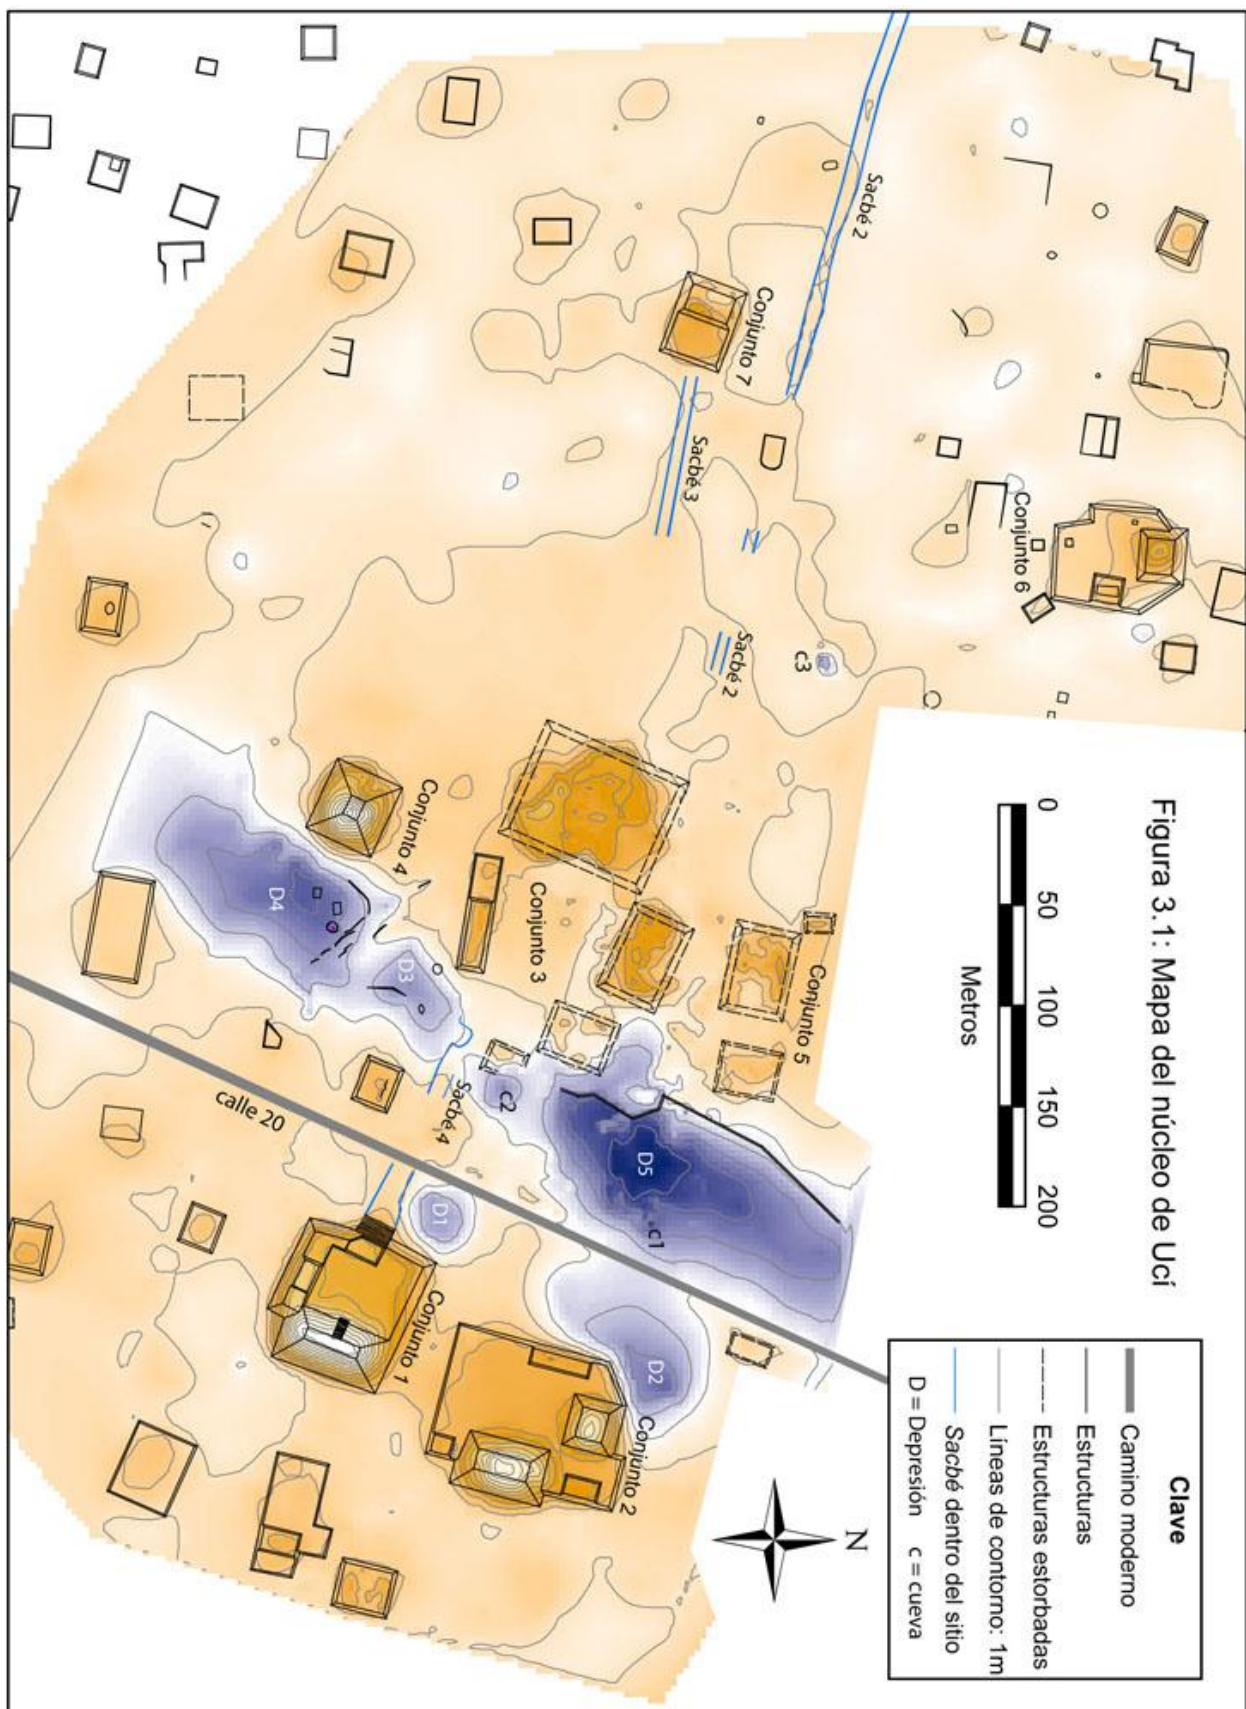 Figura 3.1: Mapa del núcleo de Ucí
0 50 100 150 200
Metros
Clave
Camino moderno
Estructuras
Estructuras estorbadas
Líneas de contorno: 1m
Sacbé dentro del sitio
D = Depresión c = cueva
N
Conjunto 6
Sacbé 2
Conjunto 7
Sacbé 3
Sacbé 2
c3
Conjunto 5
Conjunto 3
Conjunto 4
D4
D3
c2
Sacbé 4
D5
c1
calle 20
D1
D2
Conjunto 1
Conjunto 2